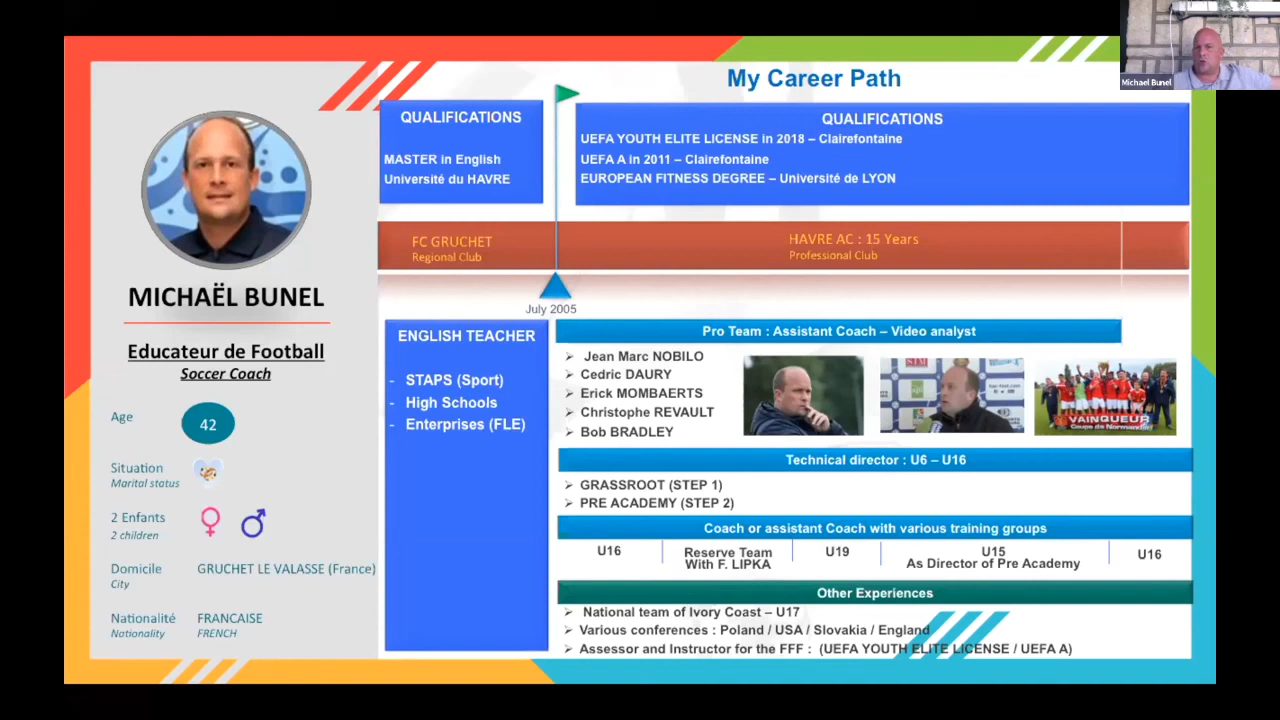 Michael Bunel
My Career Path
QUALIFICATIONS
MASTER in English
Université du HAVRE
QUALIFICATIONS
UEFA YOUTH ELITE LICENSE in 2018 – Clairefontaine
UEFA A in 2011 – Clairefontaine
EUROPEAN FITNESS DEGREE – Université de LYON
FC GRUCHET
Regional Club
HAVRE AC : 15 Years
Professional Club
July 2005
MICHAËL BUNEL
Educateur de Football
Soccer Coach
Age
42
Situation
Marital status
2 Enfants
2 children
Domicile
City
GRUCHET LE VALASSE (France)
Nationalité
Nationality
FRANCAISE
FRENCH
ENGLISH TEACHER
- STAPS (Sport)
- High Schools
- Enterprises (FLE)
Pro Team : Assistant Coach – Video analyst
➢ Jean Marc NOBILO
➢ Cedric DAURY
➢ Erick MOMBAERTS
➢ Christophe REVAULT
➢ Bob BRADLEY
VAINQUEUR
Coupe de Normandie
Technical director : U6 – U16
➢ GRASSROOT (STEP 1)
➢ PRE ACADEMY (STEP 2)
Coach or assistant Coach with various training groups
U16
Reserve Team
With F. LIPKA
U19
U15
As Director of Pre Academy
U16
Other Experiences
➢ National team of Ivory Coast – U17
➢ Various conferences : Poland / USA / Slovakia / England
➢ Assessor and Instructor for the FFF : (UEFA YOUTH ELITE LICENSE / UEFA A)